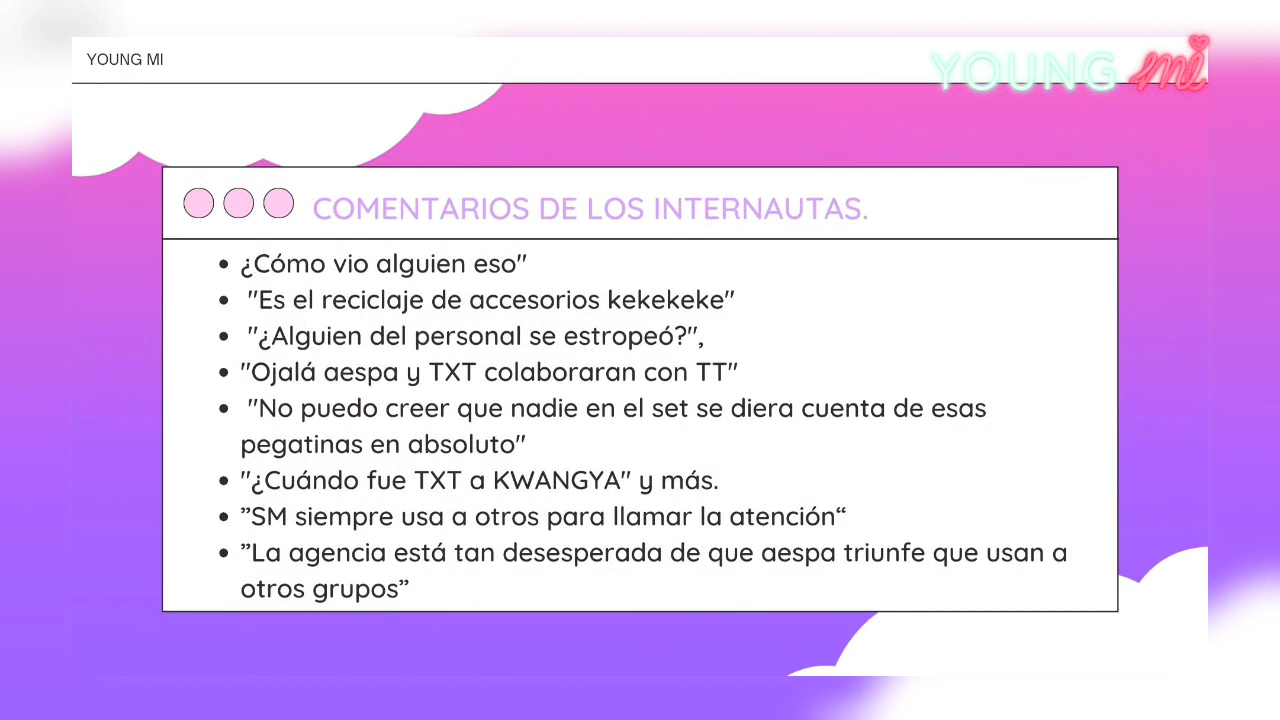 YOUNG MI
YOUNG mi
COMENTARIOS DE LOS INTERNAUTAS.
• ¿Cómo vio alguien eso"
• "Es el reciclaje de accesorios kekekeke"
• "¿Alguien del personal se estropeó?",
• "Ojalá aespa y TXT colaboraran con TT"
• "No puedo creer que nadie en el set se diera cuenta de esas
pegatinas en absoluto"
• "¿Cuándo fue TXT a KWANGYA" y más.
• ”SM siempre usa a otros para llamar la atención“
• ”La agencia está tan desesperada de que aespa triunfe que usan a
otros grupos”